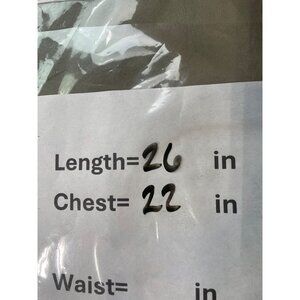 Length= 26 in
Chest= 22 in
Waist= in